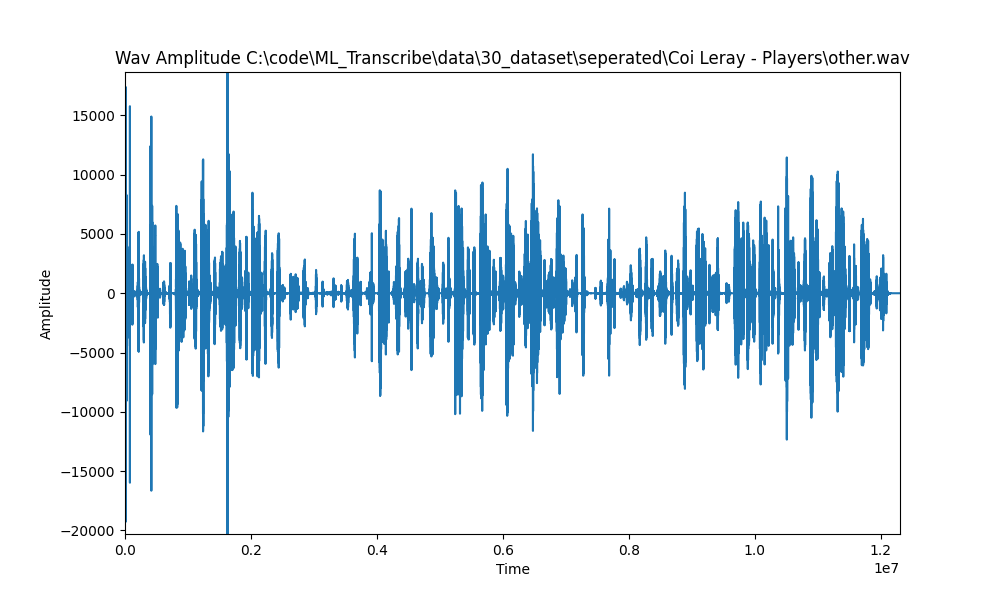 Wav Amplitude C:\code\ML_Transcribe\data\30_dataset\seperated\Coi Leray - Players\other.wav
15000
10000
5000
0
−5000
−10000
−15000
−20000
Amplitude
0.0 0.2 0.4 0.6 0.8 1.0 1.2
1e7
Time